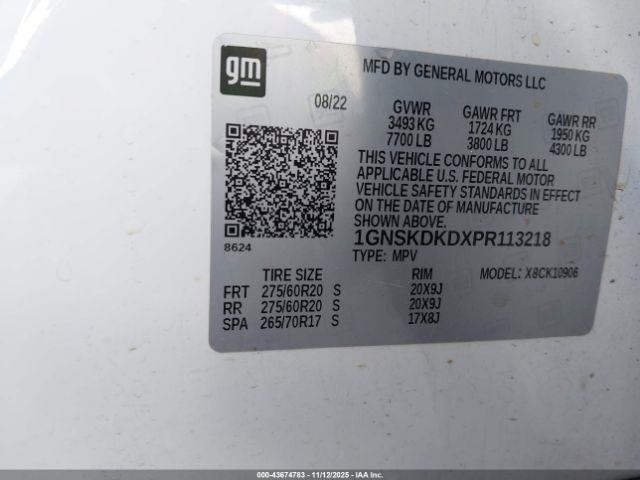 gm
MFD BY GENERAL MOTORS LLC
08/22
GVWR GAWR FRT GAWR RR
3493 KG 1724 KG 1950 KG
7700 LB 3800 LB 4300 LB
THIS VEHICLE CONFORMS TO ALL
APPLICABLE U.S. FEDERAL MOTOR
VEHICLE SAFETY STANDARDS IN EFFECT
ON THE DATE OF MANUFACTURE
SHOWN ABOVE.
8624
1GNSKDKDXPR113218
TYPE: MPV MODEL: X8CK10906
TIRE SIZE RIM
FRT 275/60R20 S 20X9J
RR 275/60R20 S 20X9J
SPA 265/70R17 S 17X8J
000-43674783 - 11/12/2025 - IAAI.COM